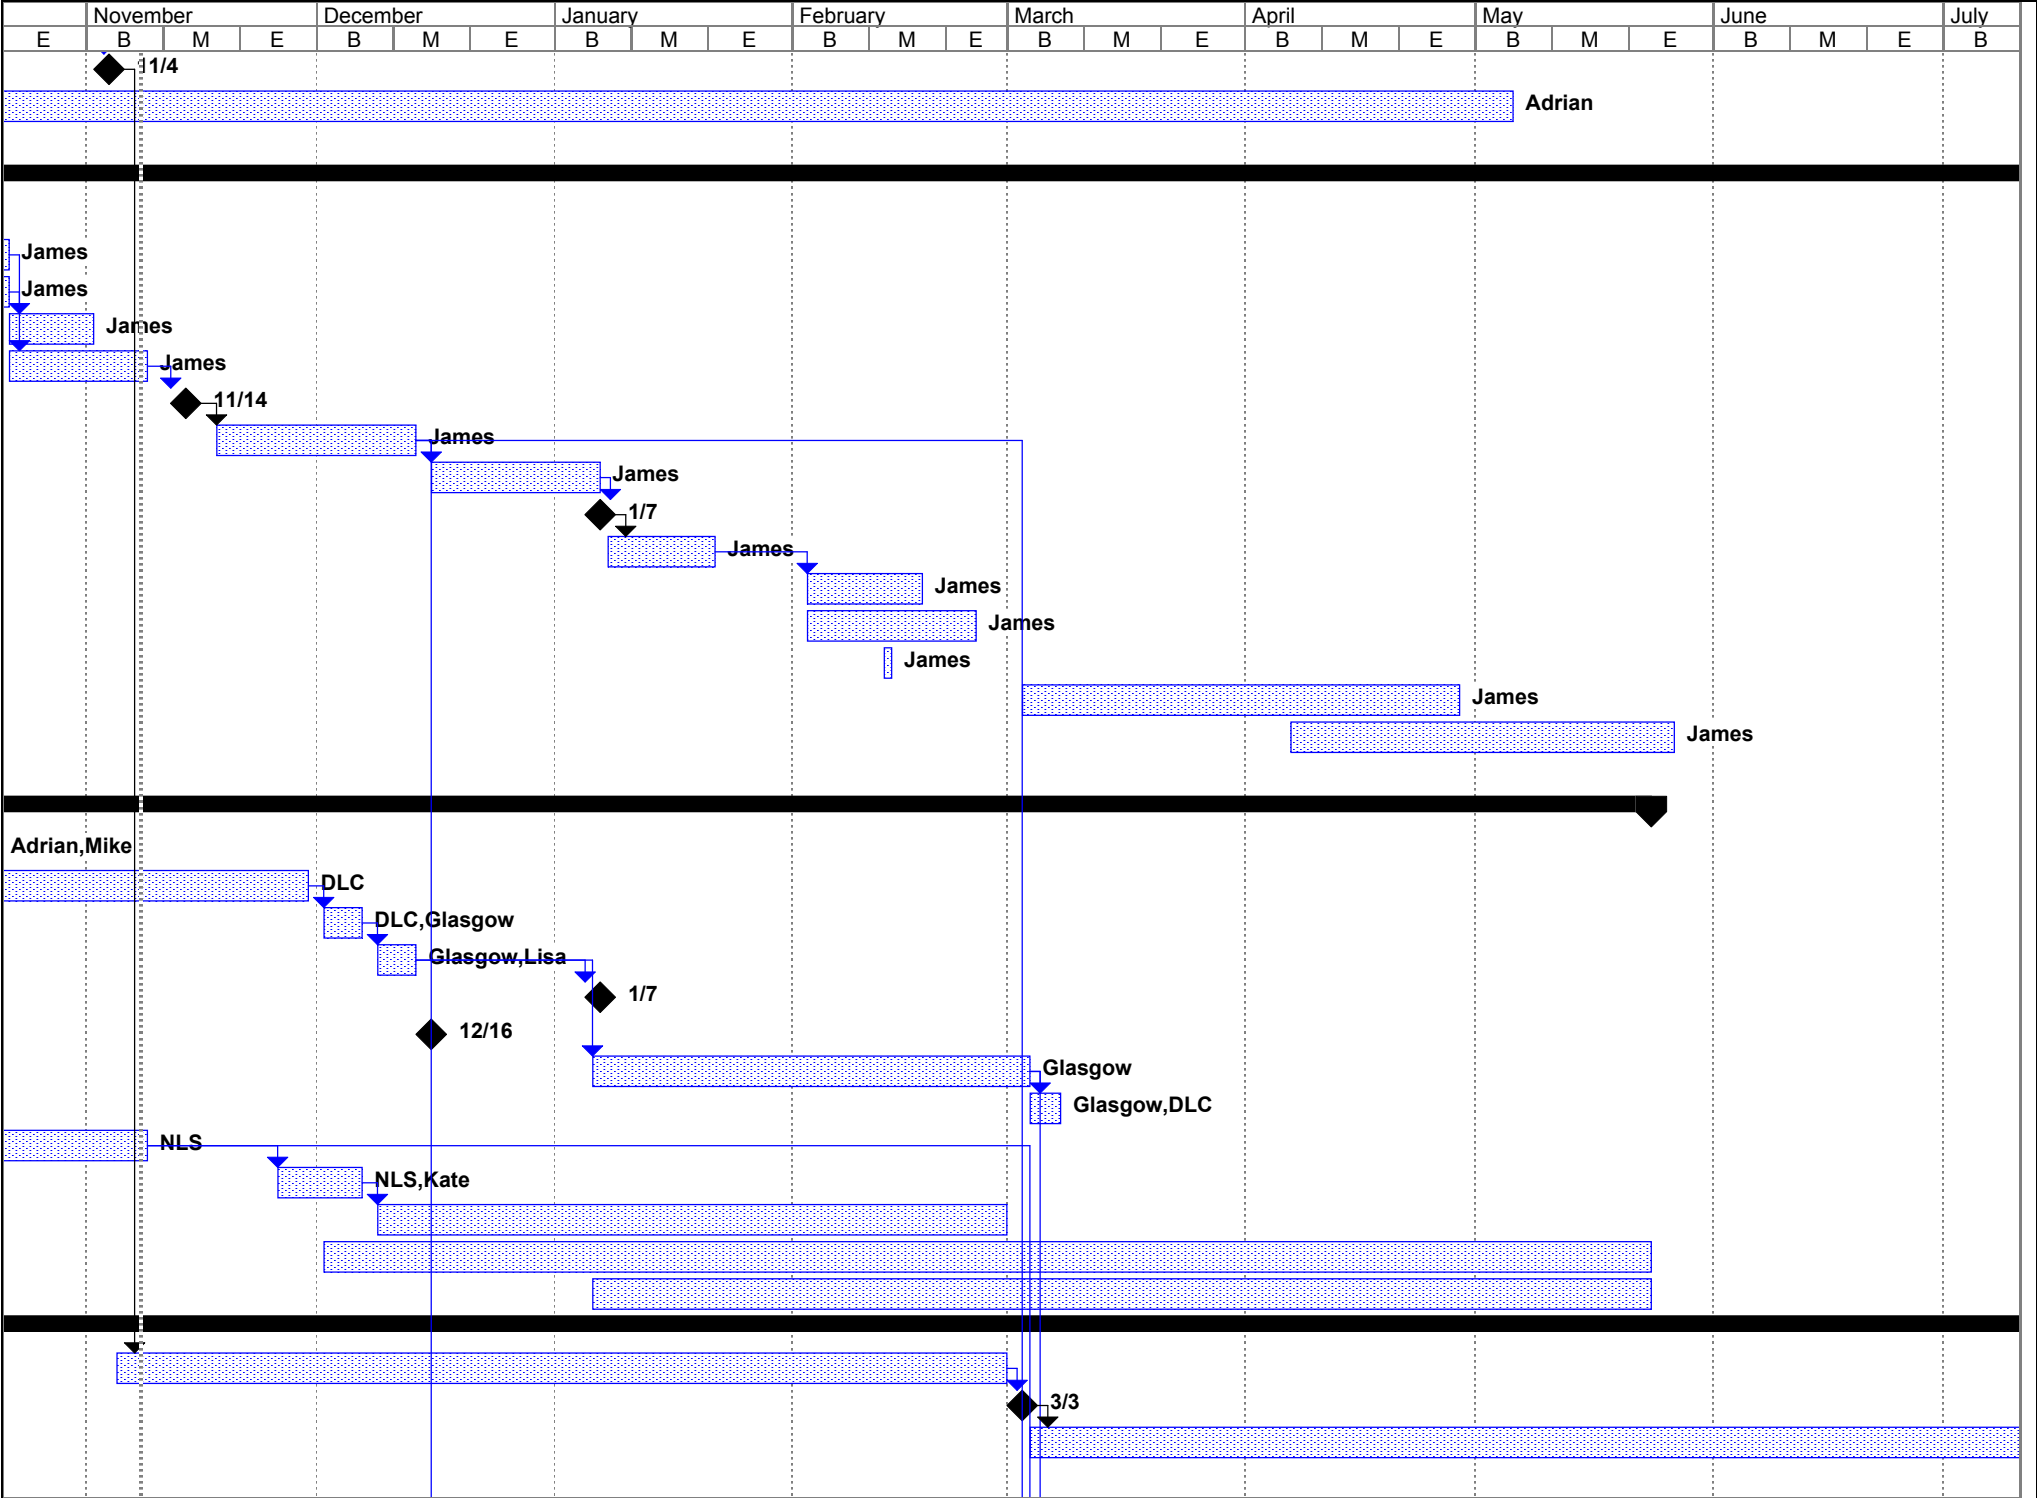 November December January February March April May June July
E B M E B M E B M E B M E B M E B M E B M E B M E B
11/4
Adrian
James
James
James
James
11/14
James
James
1/7
James
James
James
James
James
James
Adrian,Mike
DLC
DLC,Glasgow
Glasgow,Lisa
1/7
12/16
Glasgow
Glasgow,DLC
NLS
NLS,Kate
3/3